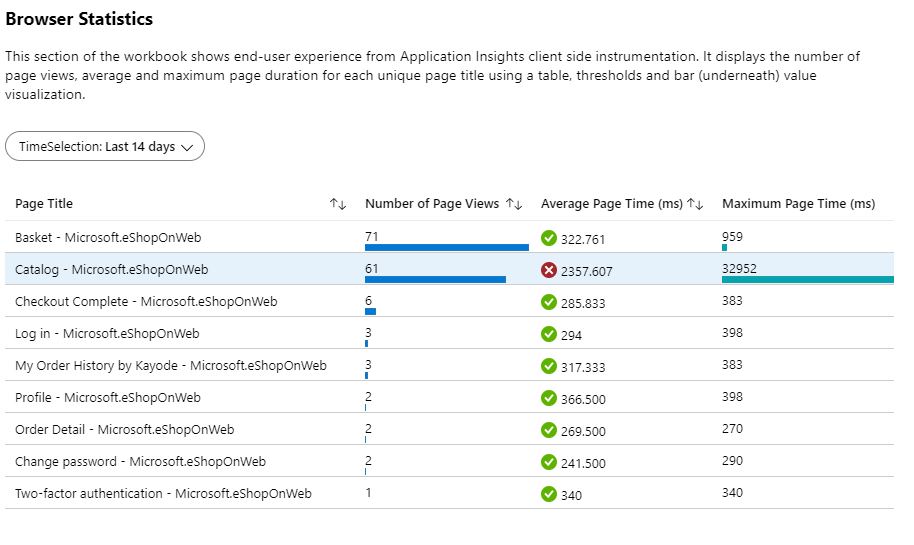 Browser Statistics
This section of the workbook shows end-user experience from Application Insights client side instrumentation. It displays the number of
page views, average and maximum page duration for each unique page title using a table, thresholds and bar (underneath) value
visualization.
TimeSelection: Last 14 days
Page Title Number of Page Views Average Page Time (ms) Maximum Page Time (ms)
Basket - Microsoft.eShopOnWeb 71 322.761 959
Catalog - Microsoft.eShopOnWeb 61 2357.607 32952
Checkout Complete - Microsoft.eShopOnWeb 6 285.833 383
Log in - Microsoft.eShopOnWeb 3 294 398
My Order History by Kayode - Microsoft.eShopOnWeb 3 317.333 383
Profile - Microsoft.eShopOnWeb 2 366.500 398
Order Detail - Microsoft.eShopOnWeb 2 269.500 270
Change password - Microsoft.eShopOnWeb 2 241.500 290
Two-factor authentication - Microsoft.eShopOnWeb 1 340 340